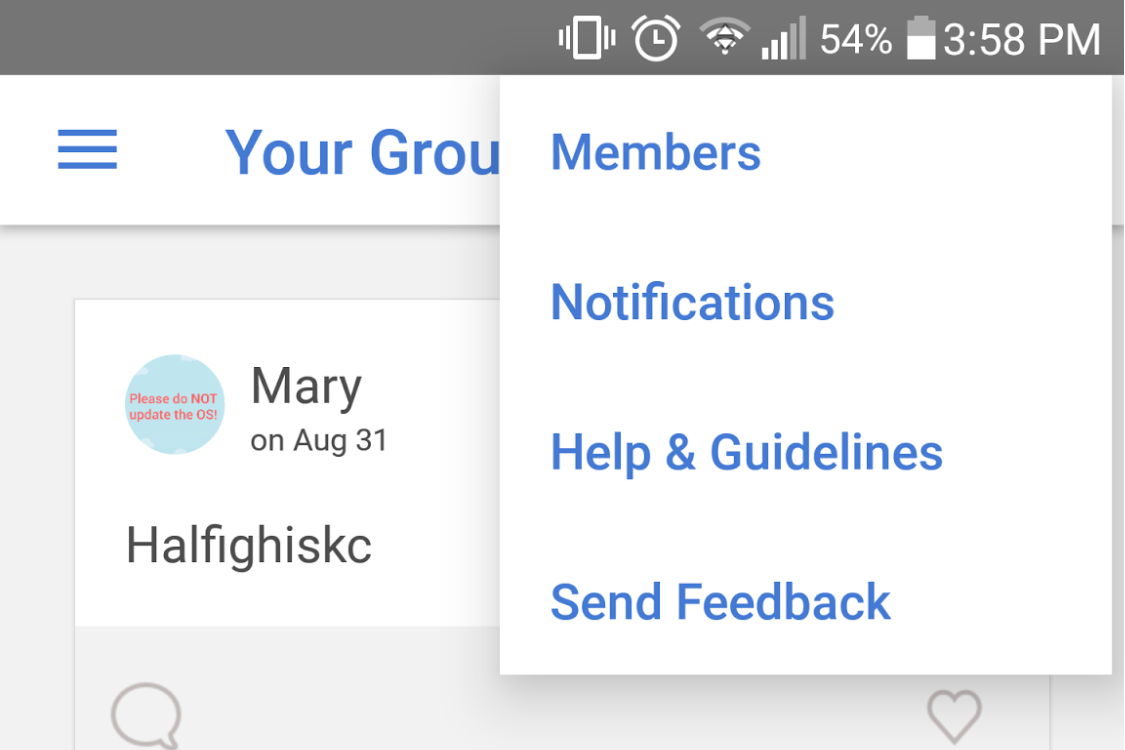 54% 3:58 PM
Your Grou
Members
Notifications
Please do NOT
update the OS!
Mary
on Aug 31
Help & Guidelines
Halfighiskc
Send Feedback